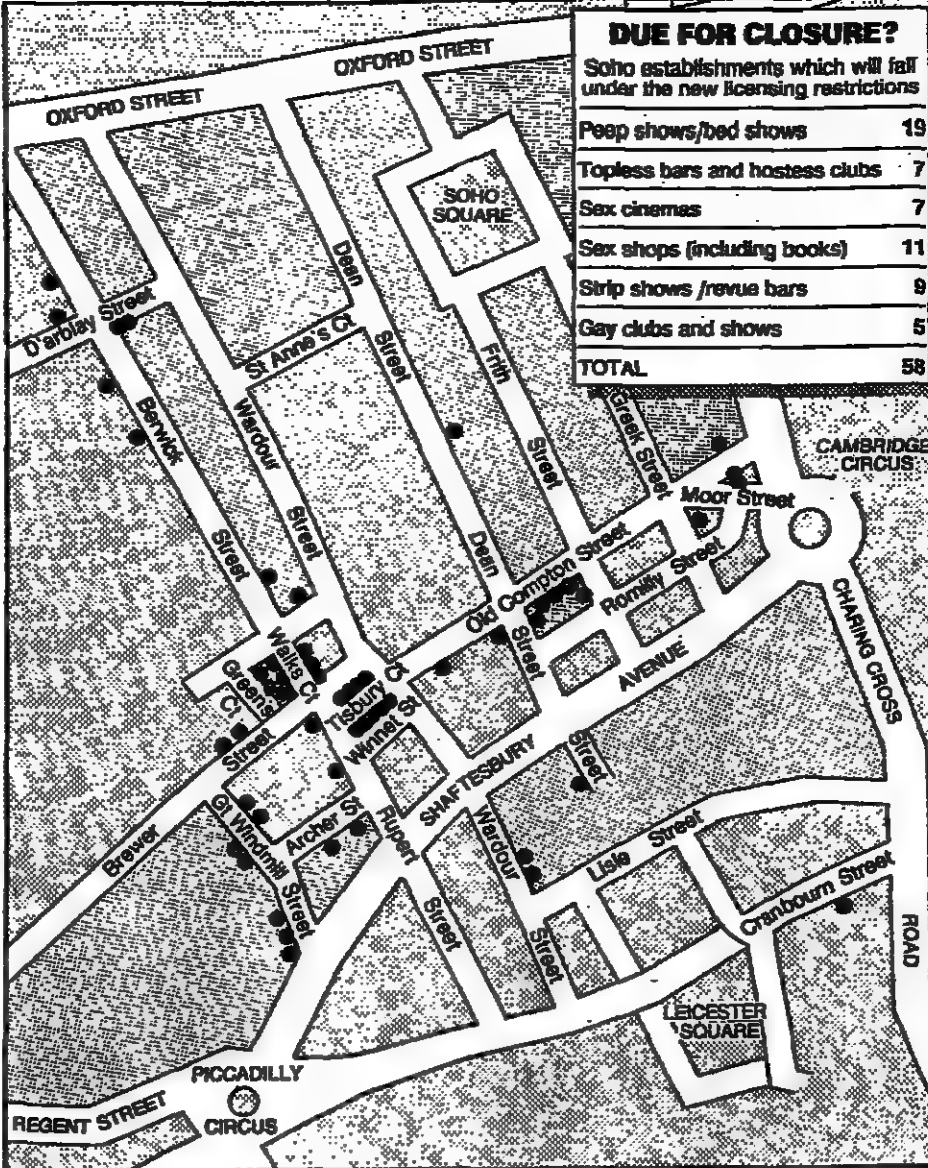 DUE FOR CLOSURE?
Soho establishments which will fall
under the new licensing restrictions
Peep shows/bed shows 19
Topless bars and hostess clubs 7
Sex cinemas 7
Sex shops (including books) 11
Strip shows /revue bars 9
Gay clubs and shows 5
TOTAL 58
OXFORD STREET
OXFORD STREET
SOHO
SQUARE
Dean
Street
D'arblay Street
St Anne's Ct
Berwick
Street
Wardour
Street
Frith
Street
Greek Street
CAMBRIDGE
CIRCUS
Moor Street
Dean
Street
Old Compton Street
Romilly Street
CHARING CROSS
ROAD
Walks Ct
Greens
Ct
Tisbury Ct
Winnet St
SHAFTESBURY
AVENUE
Street
Brewer
Street
Gt Windmill Street
Archer St
Rupert
Street
Wardour
Street
Lisle Street
Cranbourn Street
LEICESTER
SQUARE
PICCADILLY
CIRCUS
REGENT STREET